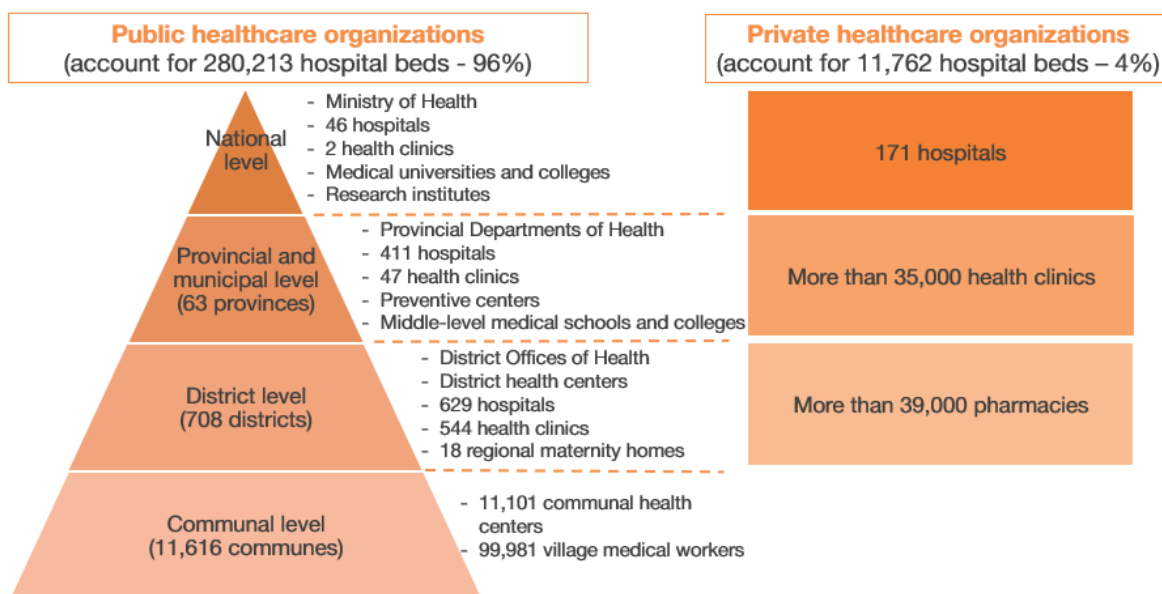 Public healthcare organizations
(account for 280,213 hospital beds - 96%)
National
level
- Ministry of Health
- 46 hospitals
- 2 health clinics
- Medical universities and colleges
- Research institutes
Provincial and
municipal level
(63 provinces)
- Provincial Departments of Health
- 411 hospitals
- 47 health clinics
- Preventive centers
- Middle-level medical schools and colleges
District level
(708 districts)
- District Offices of Health
- District health centers
- 629 hospitals
- 544 health clinics
- 18 regional maternity homes
Communal level
(11,616 communes)
- 11,101 communal health
centers
- 99,981 village medical workers
Private healthcare organizations
(account for 11,762 hospital beds – 4%)
171 hospitals
More than 35,000 health clinics
More than 39,000 pharmacies